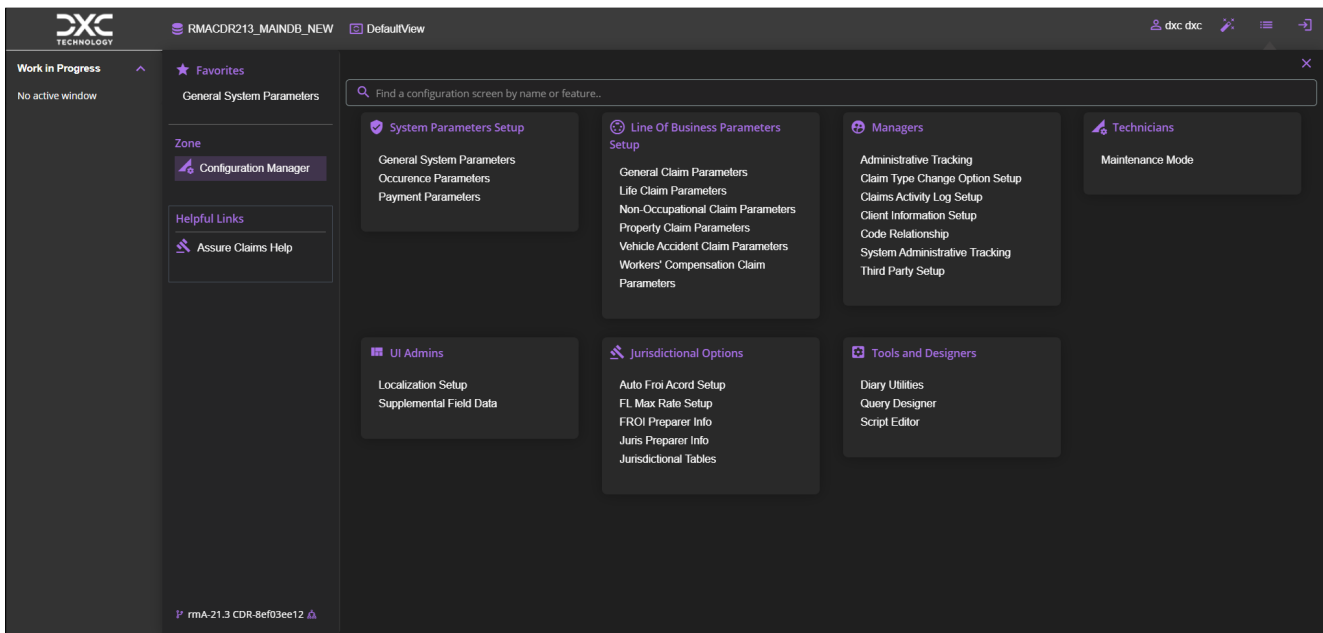 DXC
TECHNOLOGY
RMACDR213_MAINDB_NEW
DefaultView
dxc dxc
Work in Progress
No active window
Favorites
General System Parameters
Zone
Configuration Manager
Helpful Links
Assure Claims Help
rmA-21.3 CDR-8ef03ee12
Find a configuration screen by name or feature..
System Parameters Setup
General System Parameters
Occurence Parameters
Payment Parameters
Line Of Business Parameters
Setup
General Claim Parameters
Life Claim Parameters
Non-Occupational Claim Parameters
Property Claim Parameters
Vehicle Accident Claim Parameters
Workers' Compensation Claim
Parameters
Managers
Administrative Tracking
Claim Type Change Option Setup
Claims Activity Log Setup
Client Information Setup
Code Relationship
System Administrative Tracking
Third Party Setup
Technicians
Maintenance Mode
UI Admins
Localization Setup
Supplemental Field Data
Jurisdictional Options
Auto Froi Acord Setup
FL Max Rate Setup
FROI Preparer Info
Juris Preparer Info
Jurisdictional Tables
Tools and Designers
Diary Utilities
Query Designer
Script Editor